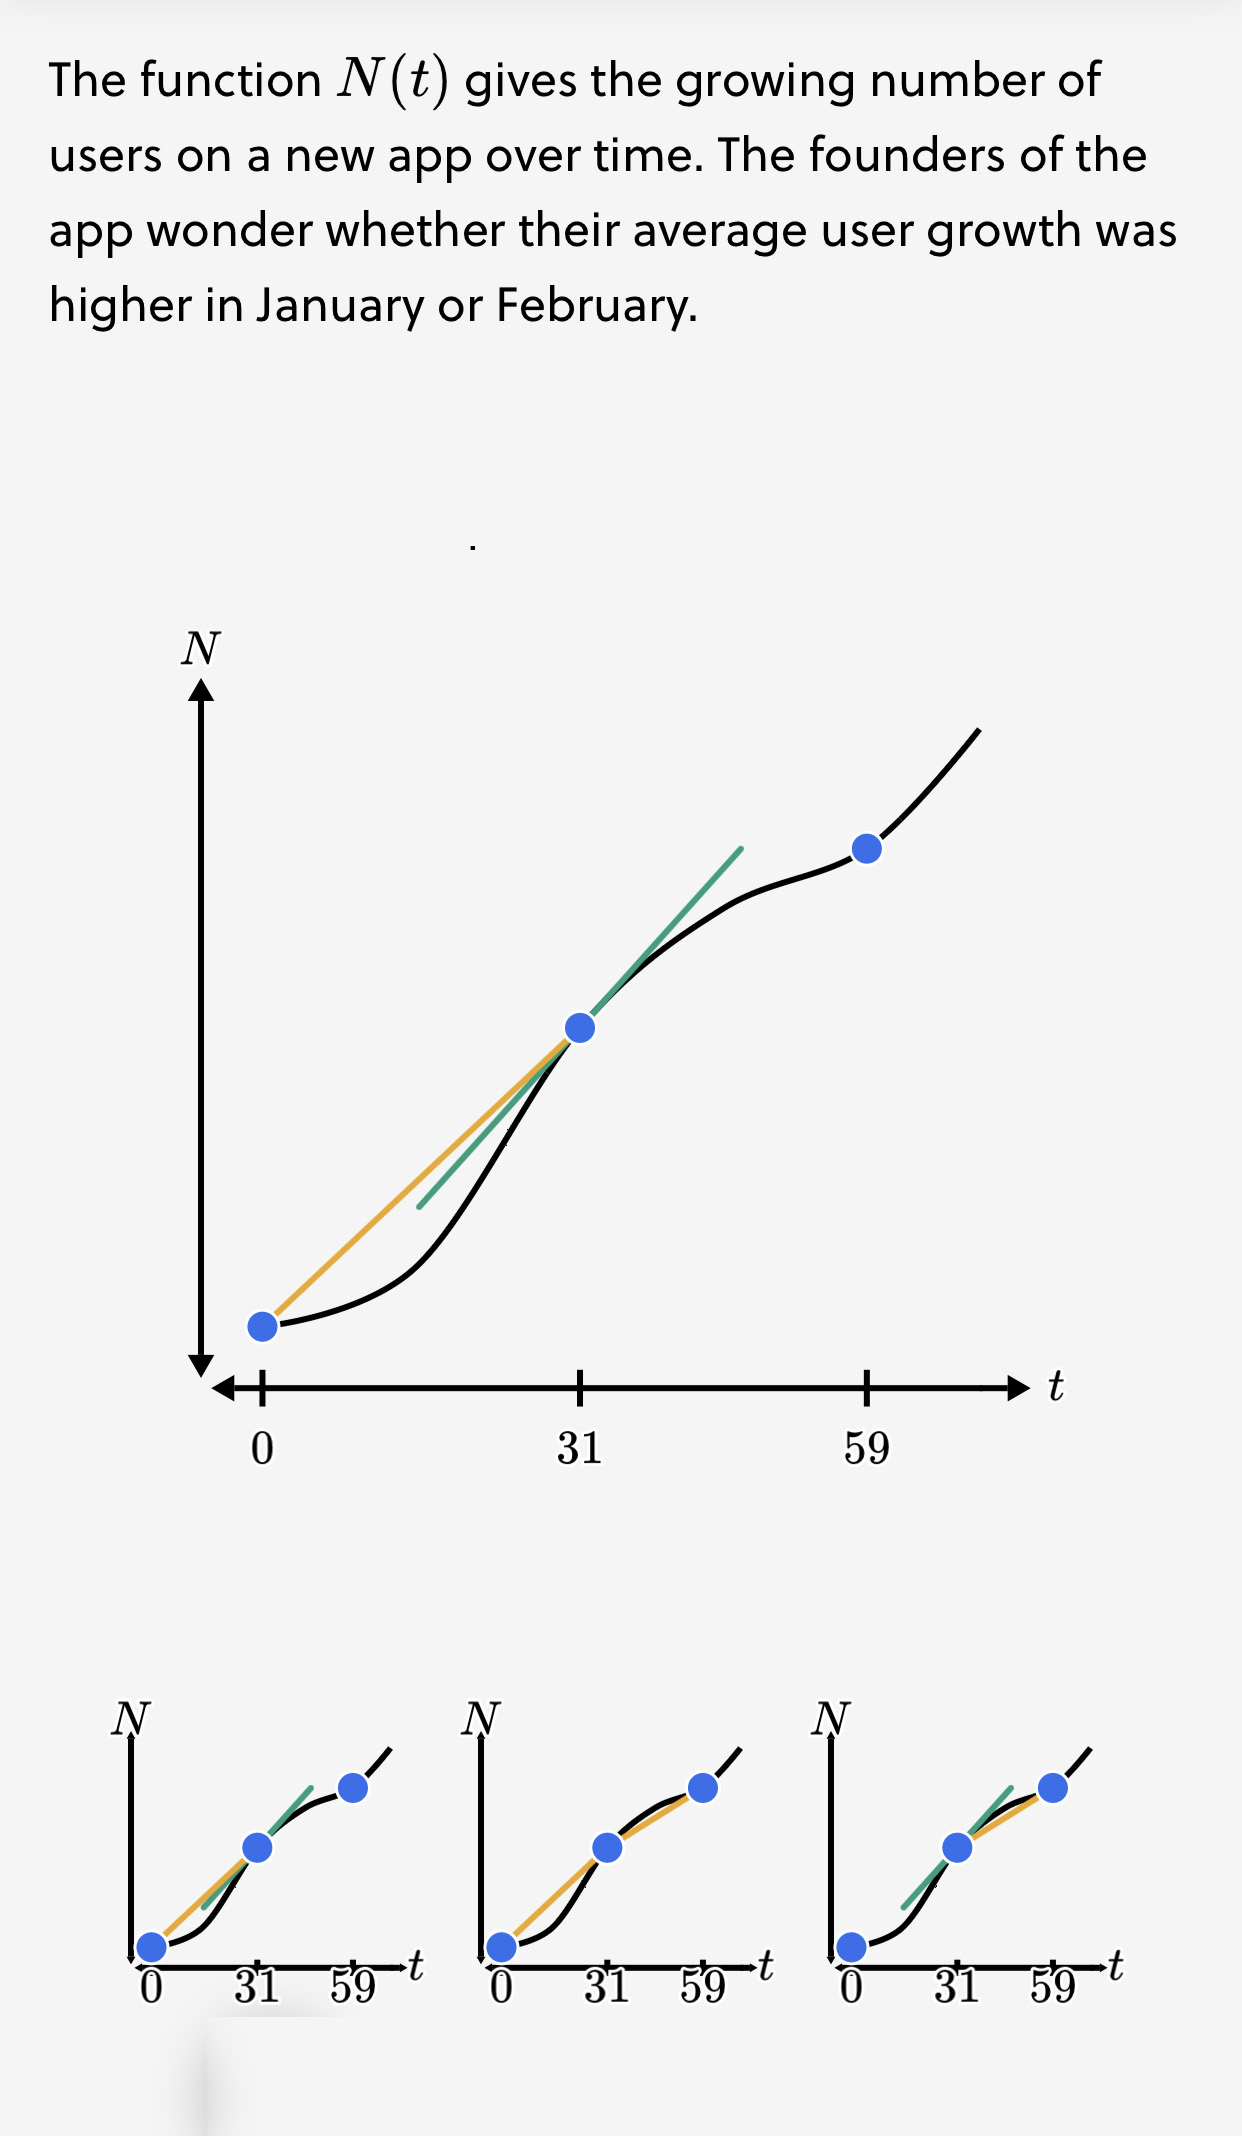 The function N(t) gives the growing number of
users on a new app over time. The founders of the
app wonder whether their average user growth was
higher in January or February.
.
N
t
0 31 59
N N N
t t t
0 31 59 0 31 59 0 31 59